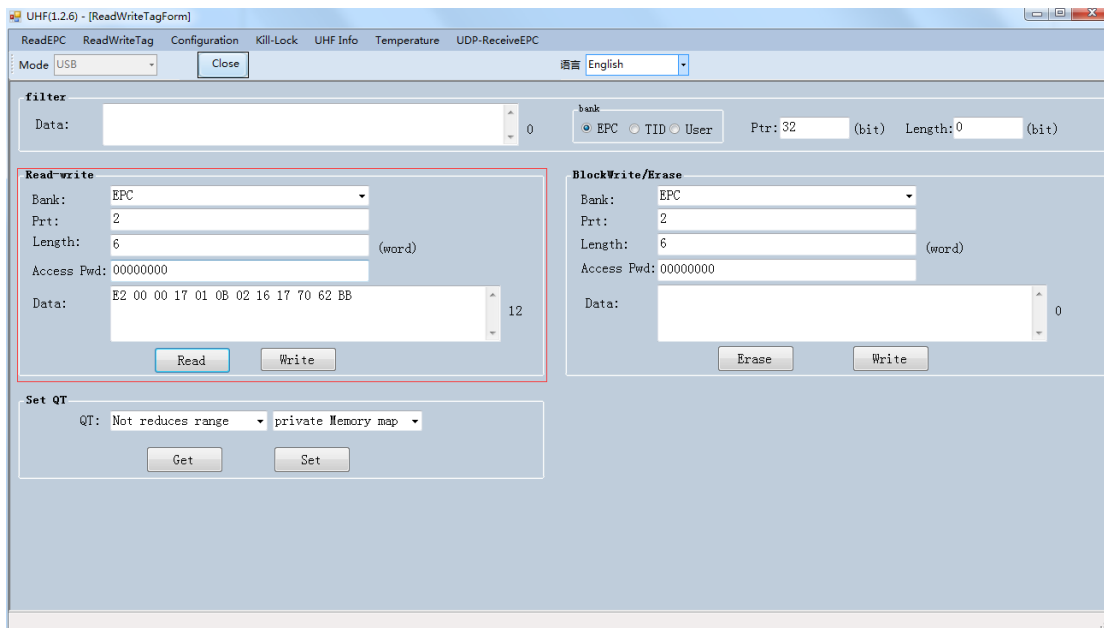 UHF(1.2.6) - [ReadWriteTagForm]
ReadEPC ReadWriteTag Configuration Kill-Lock UHF Info Temperature UDP-ReceiveEPC
Mode USB Close 语言 English
filter
Data: 0
bank
EPC TID User Ptr: 32 (bit) Length: 0 (bit)
Read-write
Bank: EPC
Prt: 2
Length: 6 (word)
Access Pwd: 00000000
Data: E2 00 00 17 01 0B 02 16 17 70 62 BB 12
Read Write
BlockWrite/Erase
Bank: EPC
Prt: 2
Length: 6 (word)
Access Pwd: 00000000
Data: 0
Erase Write
Set QT
QT: Not reduces range private Memory map
Get Set